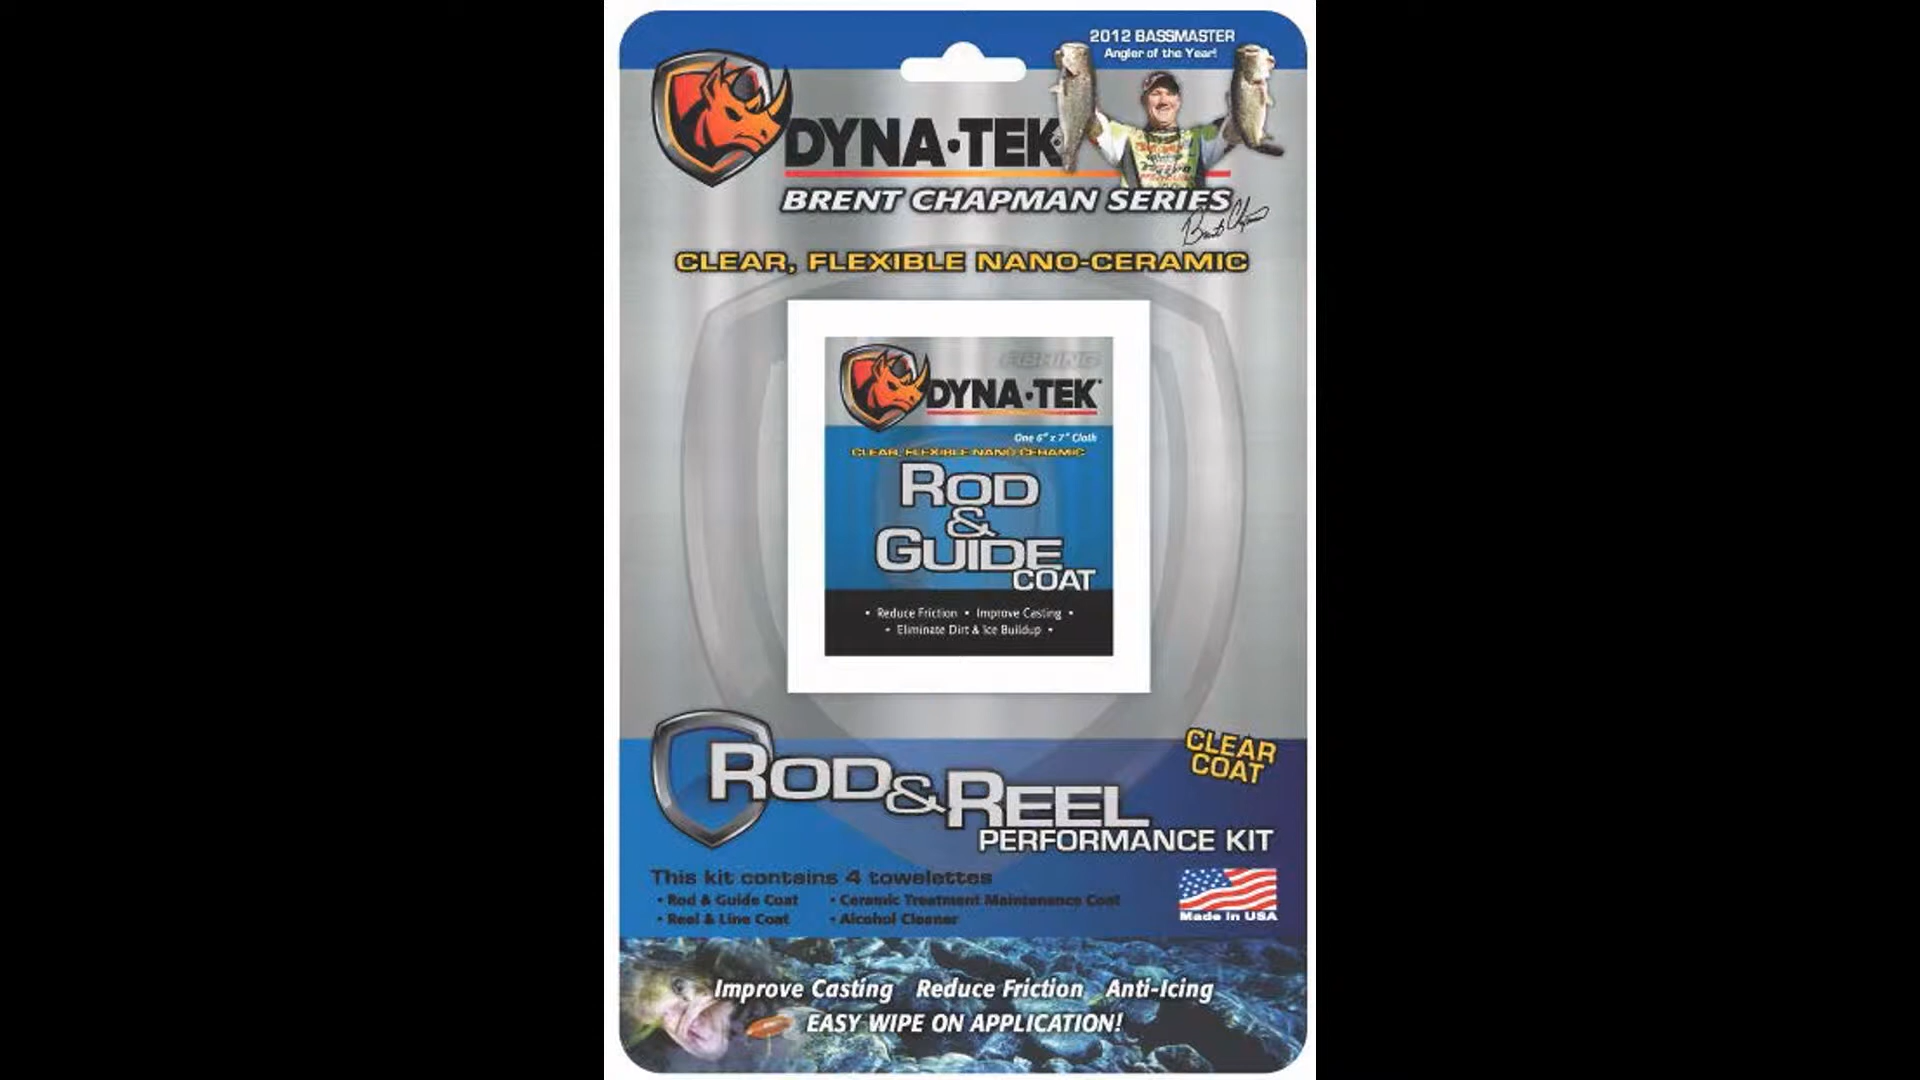 2012 BASSMASTER
Angler of the Year!
DYNA·TEK
BRENT CHAPMAN SERIES
Brent Chapman
CLEAR, FLEXIBLE NANO-CERAMIC
FISHING
DYNA·TEK
One 6" x 7" Cloth
CLEAR, FLEXIBLE NANO-CERAMIC
ROD
&
GUIDE
COAT
• Reduce Friction • Improve Casting •
• Eliminate Dirt & Ice Buildup •
CLEAR
COAT
ROD & REEL
PERFORMANCE KIT
This kit contains 4 towelettes
• Rod & Guide Coat • Ceramic Treatment Maintenance Coat
• Reel & Line Coat • Alcohol Cleaner
Made in USA
Improve Casting Reduce Friction Anti-Icing
EASY WIPE ON APPLICATION!